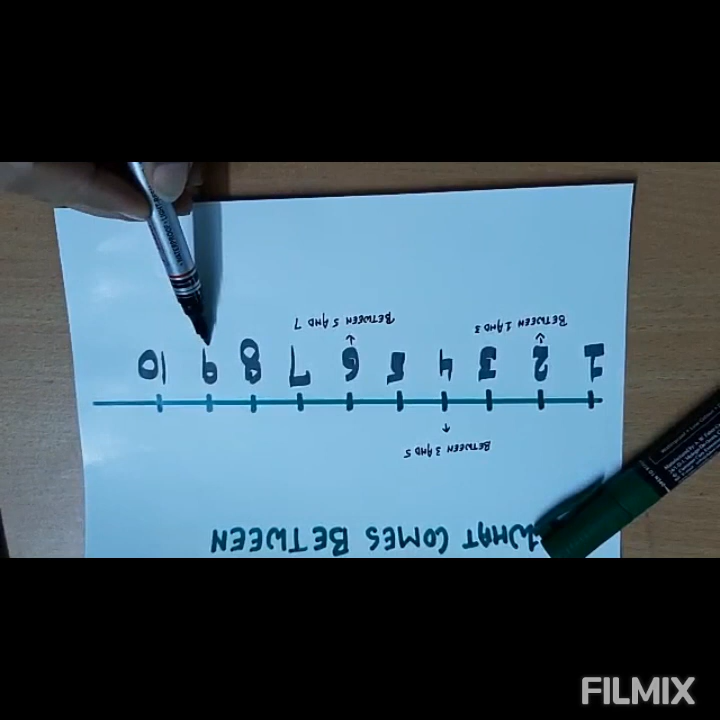 WHAT COMES BETWEEN
BETWEEN 3 AND 5
1 2 3 4 5 6 7 8 9 10
BETWEEN 1 AND 3
BETWEEN 5 AND 7
FILMIX